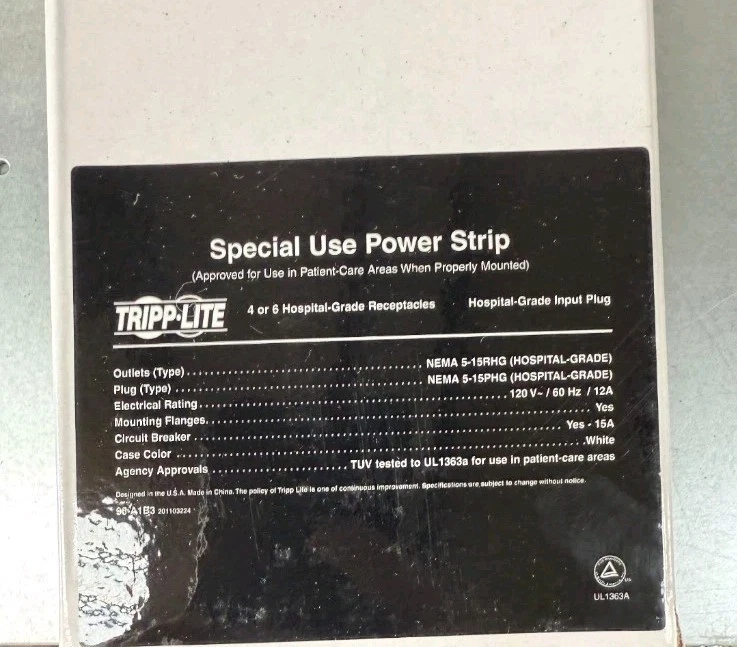 Special Use Power Strip
(Approved for Use in Patient-Care Areas When Properly Mounted)
TRIPP·LITE 4 or 6 Hospital-Grade Receptacles Hospital-Grade Input Plug
Outlets (Type) ........................................ NEMA 5-15RHG (HOSPITAL-GRADE)
Plug (Type) ........................................ NEMA 5-15PHG (HOSPITAL-GRADE)
Electrical Rating ........................................ 120 V~ / 60 Hz / 12A
Mounting Flanges ........................................ Yes
Circuit Breaker ........................................ Yes - 15A
Case Color ........................................ White
Agency Approvals .................... TUV tested to UL1363a for use in patient-care areas
Designed in the U.S.A. Made in China. The policy of Tripp Lite is one of continuous improvement. Specifications are subject to change without notice.
90-A1B3 201103224
UL1363A